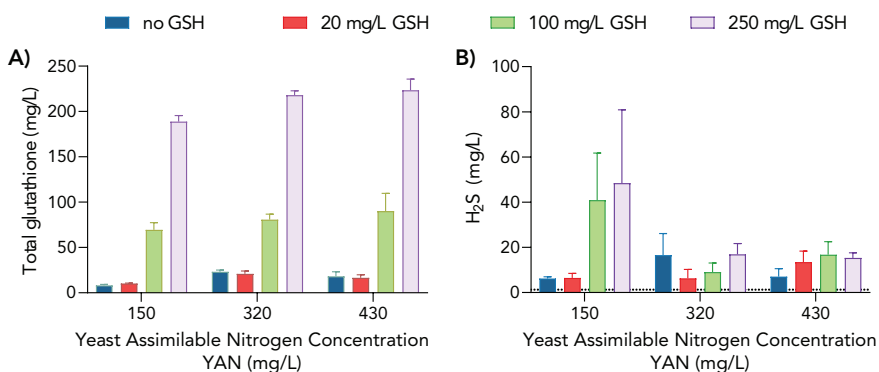 no GSH 20 mg/L GSH 100 mg/L GSH 250 mg/L GSH
A)
Total glutathione (mg/L)
250
200
150
100
50
0
150 320 430
Yeast Assimilable Nitrogen Concentration
YAN (mg/L)
B)
H₂S (mg/L)
100
80
60
40
20
0
150 320 430
Yeast Assimilable Nitrogen Concentration
YAN (mg/L)